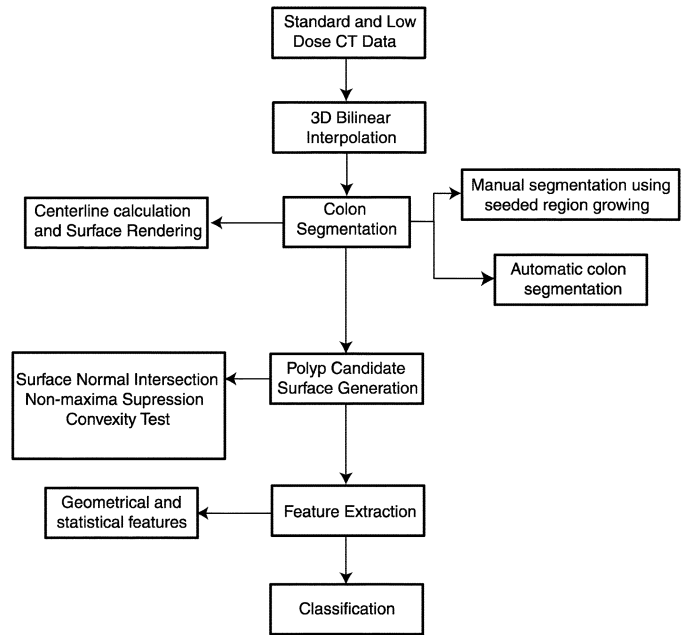 Standard and Low
Dose CT Data
3D Bilinear
Interpolation
Centerline calculation
and Surface Rendering
Colon
Segmentation
Manual segmentation using
seeded region growing
Automatic colon
segmentation
Surface Normal Intersection
Non-maxima Supression
Convexity Test
Polyp Candidate
Surface Generation
Geometrical and
statistical features
Feature Extraction
Classification